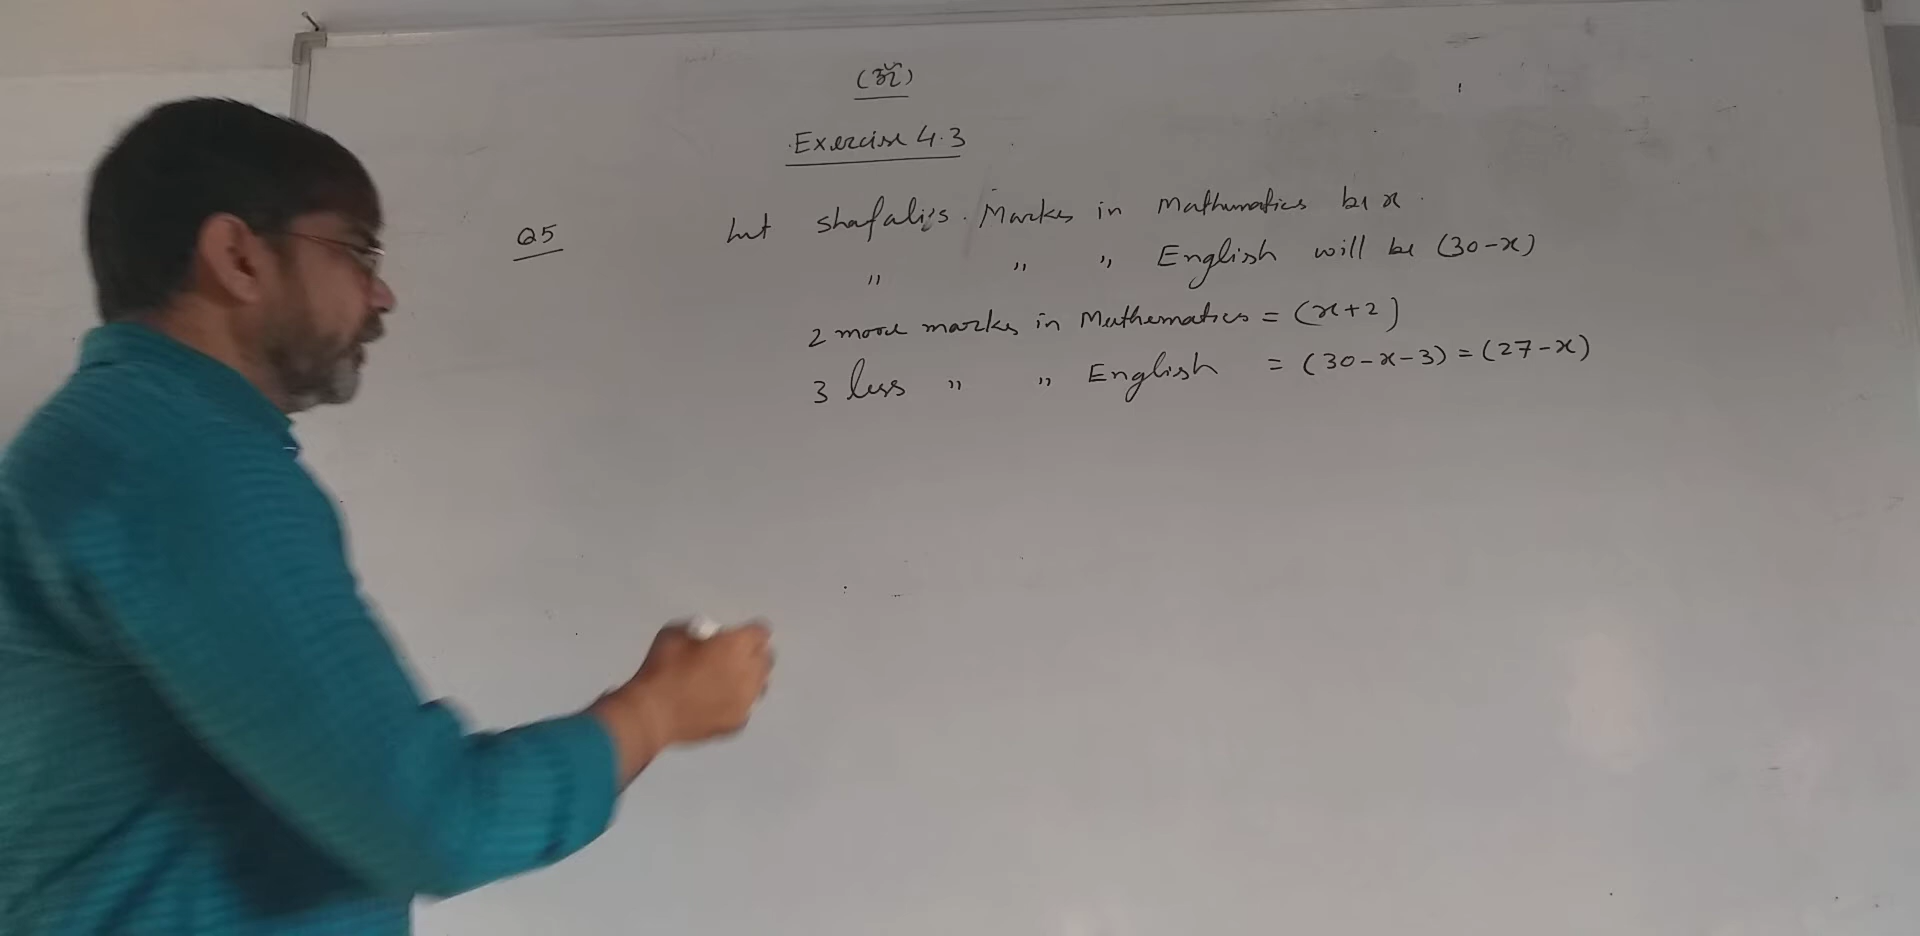 (ॐ)
Exercise 4.3
Q5 Let shafali's Marks in Mathematics be x.
" " " English will be (30-x)
2 more marks in Mathematics = (x+2)
3 less " " English = (30-x-3) = (27-x)